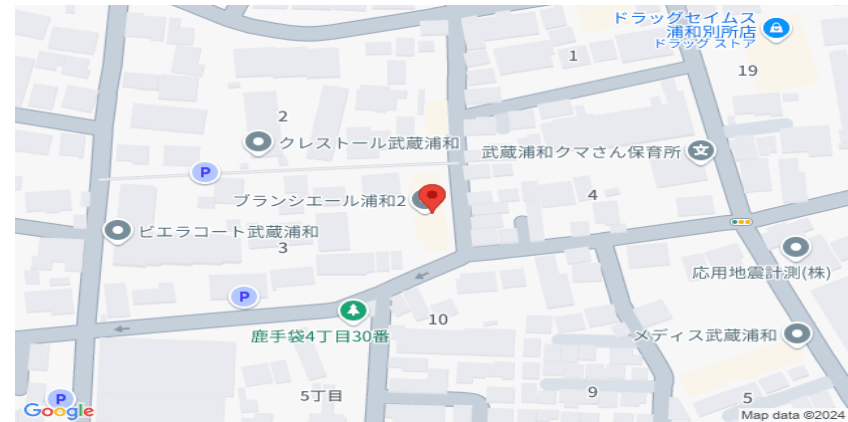 ドラッグセイムス
浦和別所店
ドラッグ ストア
1
19
2
クレストール武蔵浦和
武蔵浦和クマさん保育所
文
P
4
ブランシエール浦和2
ビエラコート武蔵浦和
3
応用地震計測(株)
P
10
鹿手袋4丁目30番
メディス武蔵浦和
5丁目
9
5
P
Google
Map data ©2024